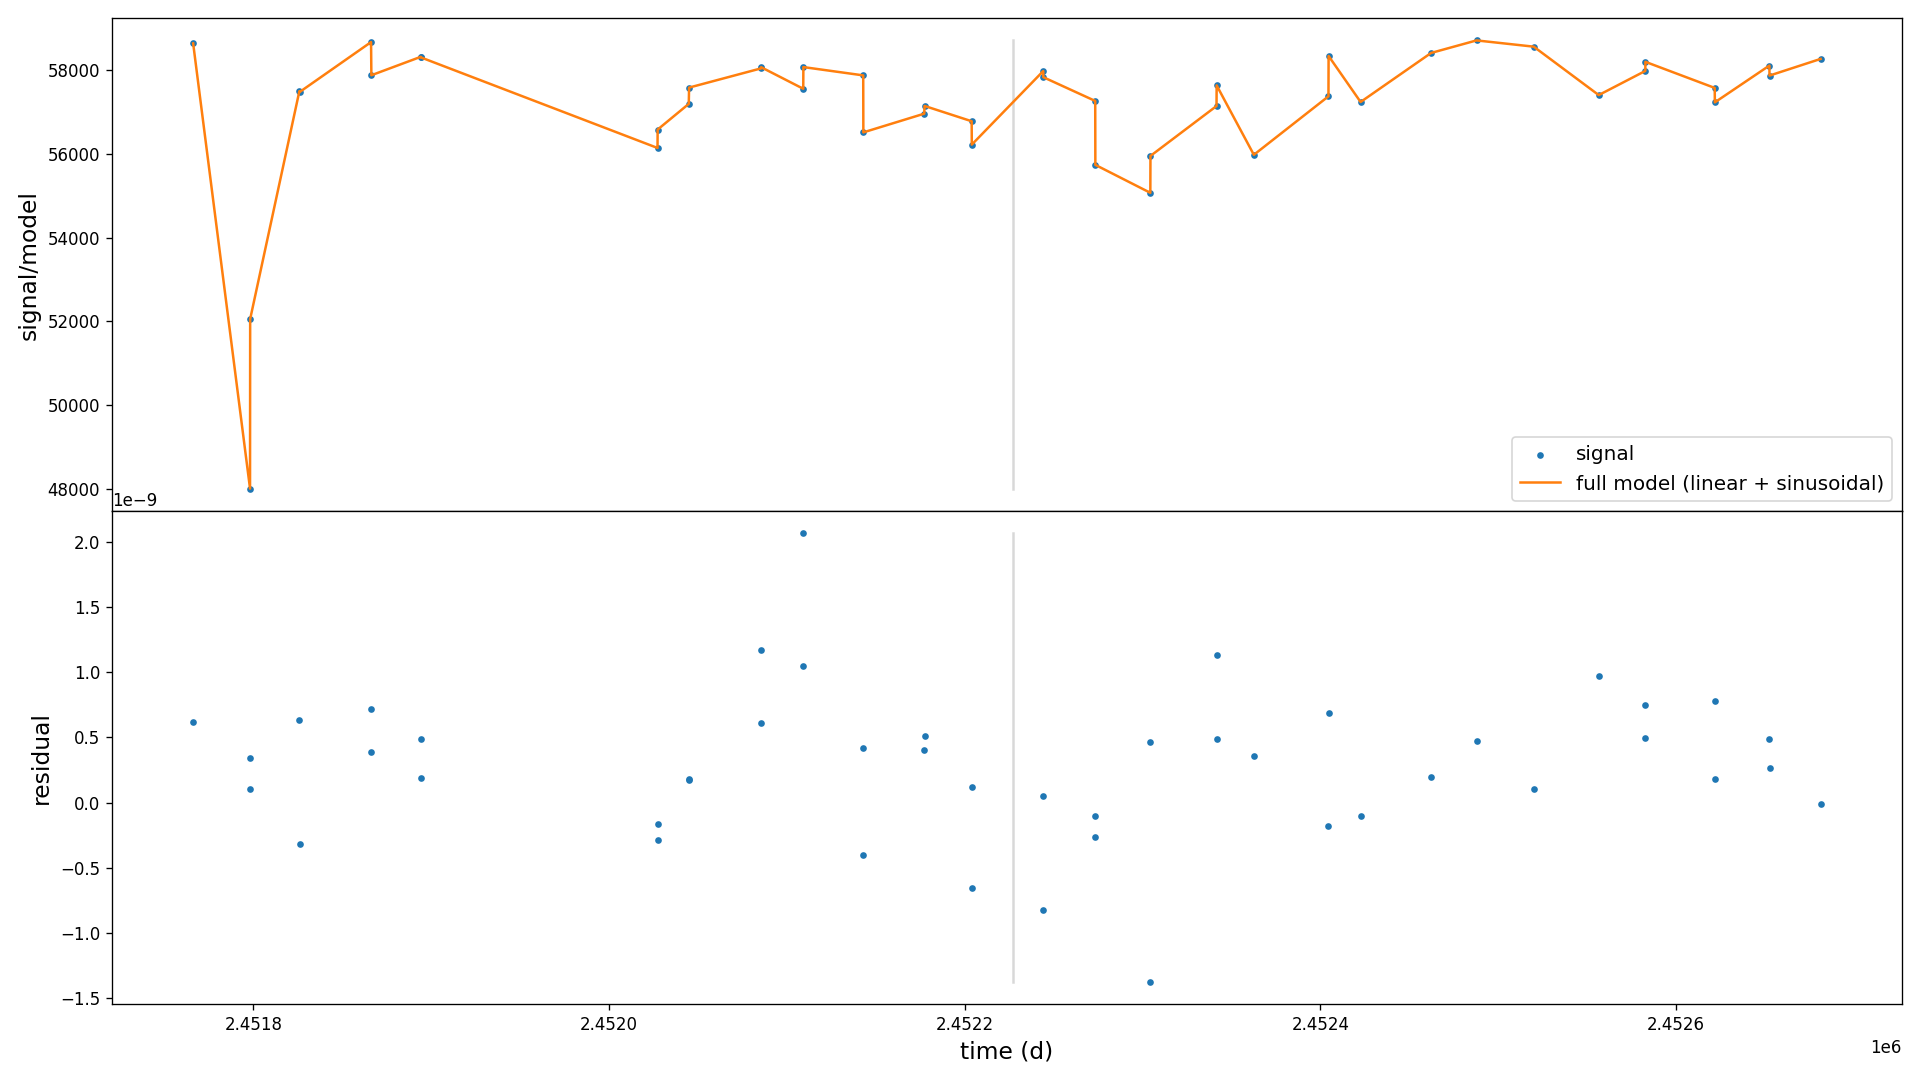 58000
56000
54000
52000
50000
48000
signal/model
signal
full model (linear + sinusoidal)
1e−9
2.0
1.5
1.0
0.5
0.0
−0.5
−1.0
−1.5
residual
2.4518 2.4520 2.4522 2.4524 2.4526
time (d)
1e6